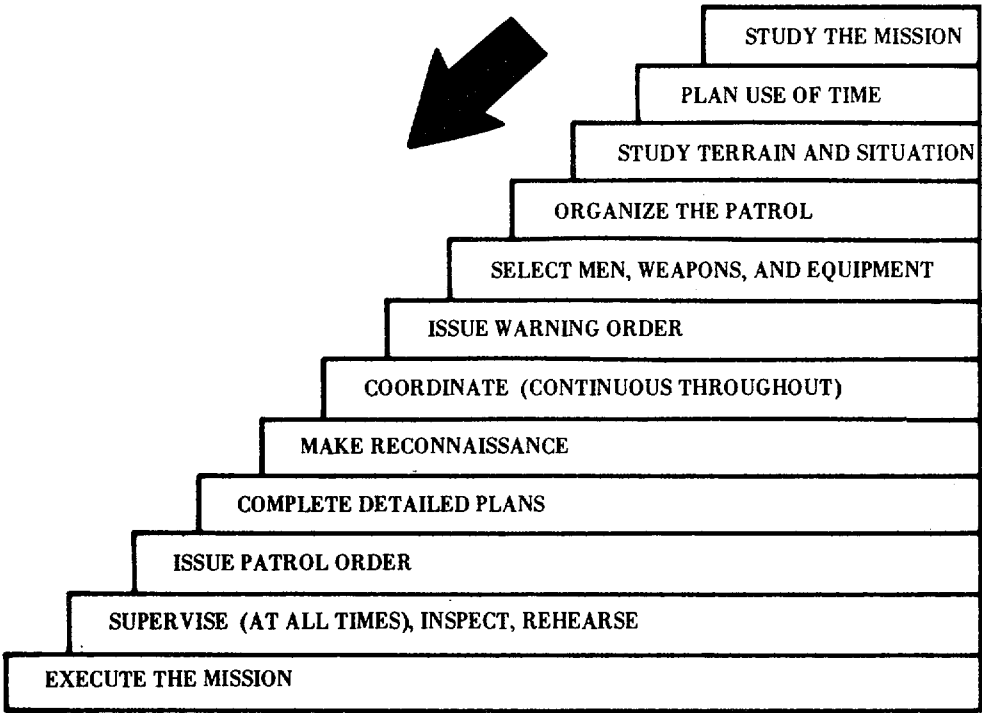 STUDY THE MISSION
PLAN USE OF TIME
STUDY TERRAIN AND SITUATION
ORGANIZE THE PATROL
SELECT MEN, WEAPONS, AND EQUIPMENT
ISSUE WARNING ORDER
COORDINATE (CONTINUOUS THROUGHOUT)
MAKE RECONNAISSANCE
COMPLETE DETAILED PLANS
ISSUE PATROL ORDER
SUPERVISE (AT ALL TIMES), INSPECT, REHEARSE
EXECUTE THE MISSION